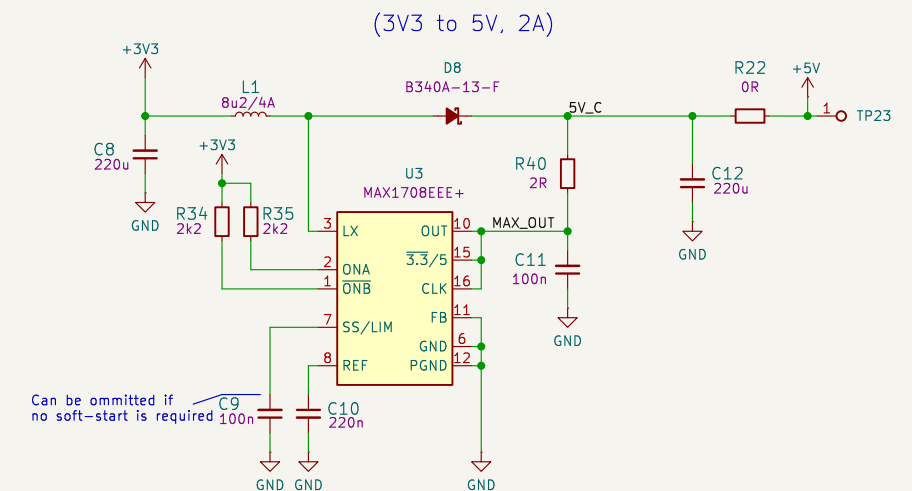 (3V3 to 5V, 2A)
+3V3
L1
8u2/4A
D8
B340A-13-F
5V_C
R22
0R
+5V
1
TP23
C8
220u
GND
+3V3
R34
2k2
R35
2k2
U3
MAX1708EEE+
R40
2R
C12
220u
GND
3
LX
OUT
10
MAX_OUT
2
ONA
3.3/5
15
1
ONB
CLK
16
C11
100n
GND
7
SS/LIM
FB
11
GND
6
8
REF
PGND
12
Can be ommitted if
no soft-start is required
C9
100n
C10
220n
GND
GND
GND